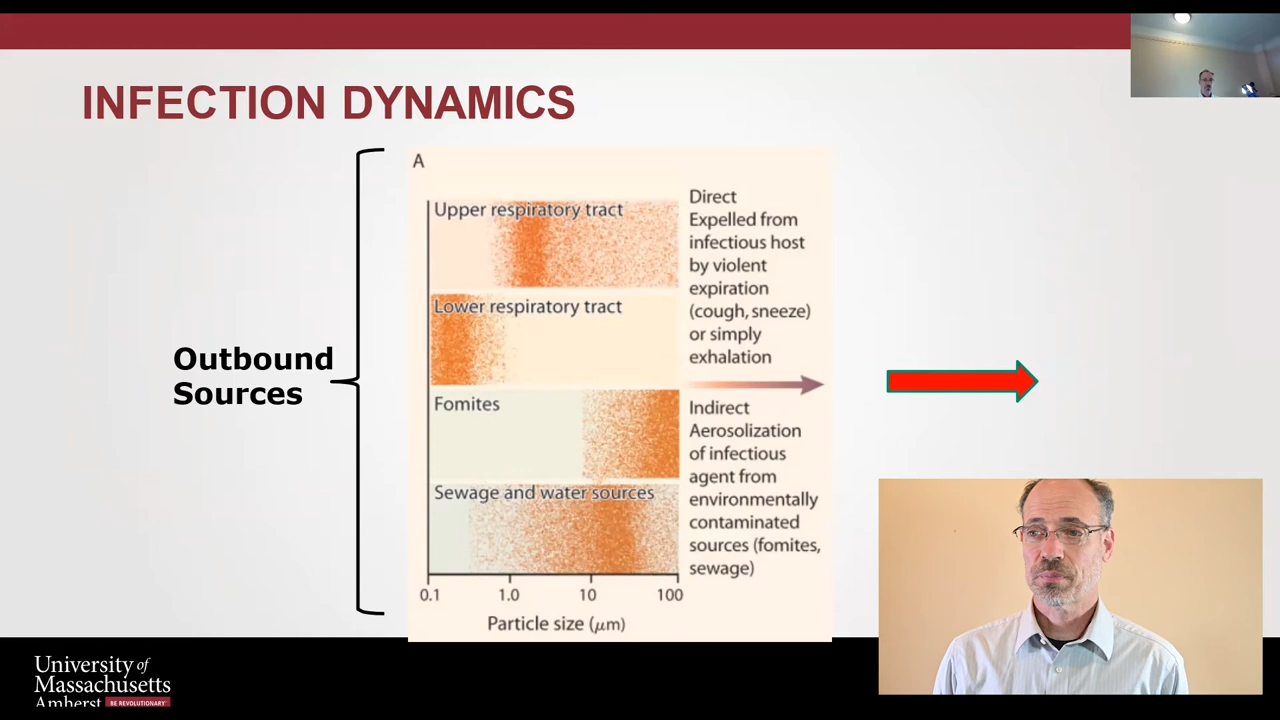 INFECTION DYNAMICS
Outbound
Sources
A
Upper respiratory tract
Lower respiratory tract
Fomites
Sewage and water sources
0.1 1.0 10 100
Particle size (μm)
Direct
Expelled from
infectious host
by violent
expiration
(cough, sneeze)
or simply
exhalation
Indirect
Aerosolization
of infectious
agent from
environmentally
contaminated
sources (fomites,
sewage)
University of
Massachusetts
Amherst BE REVOLUTIONARY